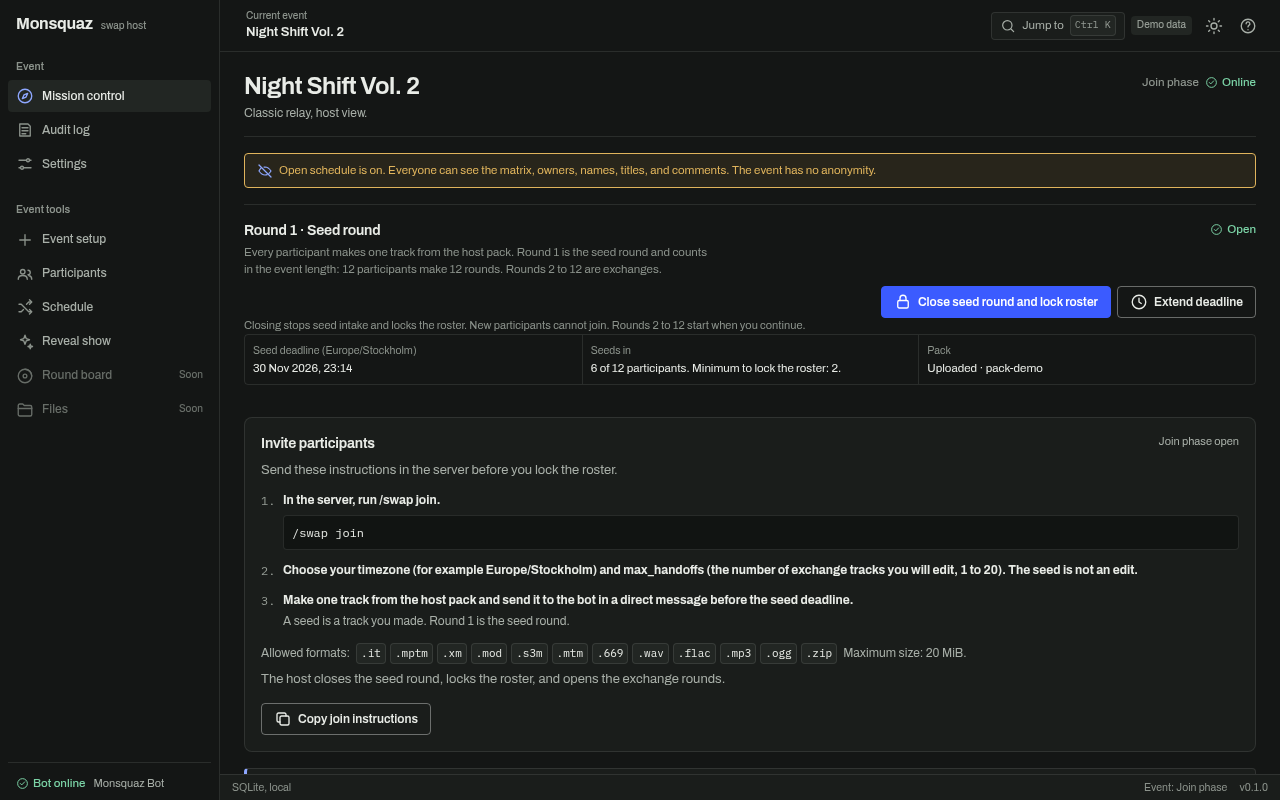 Monsquaz swap host
Current event
Night Shift Vol. 2
Jump to Ctrl K
Demo data
Event
Mission control
Audit log
Settings
Event tools
Event setup
Participants
Schedule
Reveal show
Round board Soon
Files Soon
Bot online Monsquaz Bot
Night Shift Vol. 2
Join phase Online
Classic relay, host view.
Open schedule is on. Everyone can see the matrix, owners, names, titles, and comments. The event has no anonymity.
Round 1 · Seed round
Open
Every participant makes one track from the host pack. Round 1 is the seed round and counts
in the event length: 12 participants make 12 rounds. Rounds 2 to 12 are exchanges.
Close seed round and lock roster
Extend deadline
Closing stops seed intake and locks the roster. New participants cannot join. Rounds 2 to 12 start when you continue.
Seed deadline (Europe/Stockholm)
30 Nov 2026, 23:14
Seeds in
6 of 12 participants. Minimum to lock the roster: 2.
Pack
Uploaded · pack-demo
Invite participants
Join phase open
Send these instructions in the server before you lock the roster.
1. In the server, run /swap join.
/swap join
2. Choose your timezone (for example Europe/Stockholm) and max_handoffs (the number of exchange tracks you will edit, 1 to 20). The seed is not an edit.
3. Make one track from the host pack and send it to the bot in a direct message before the seed deadline.
A seed is a track you made. Round 1 is the seed round.
Allowed formats: .it .mptm .xm .mod .s3m .mtm .669 .wav .flac .mp3 .ogg .zip Maximum size: 20 MiB.
The host closes the seed round, locks the roster, and opens the exchange rounds.
Copy join instructions
SQLite, local
Event: Join phase v0.1.0